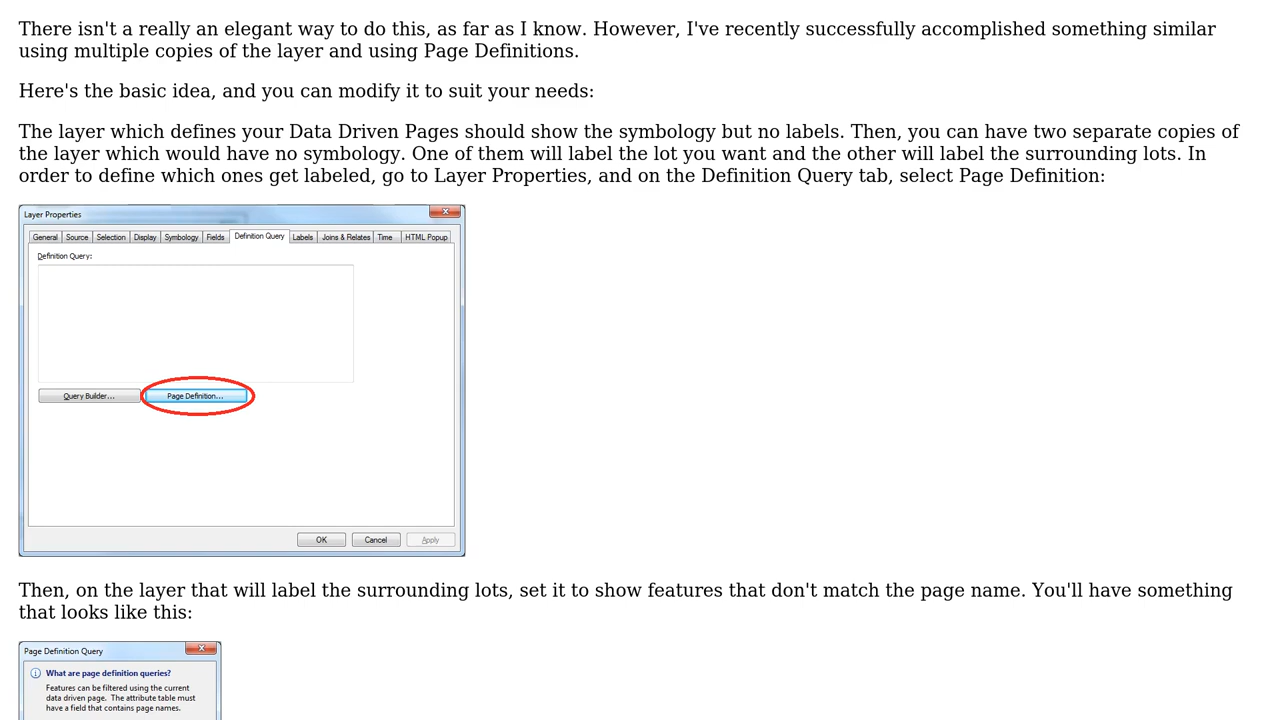 There isn't a really an elegant way to do this, as far as I know. However, I've recently successfully accomplished something similar
using multiple copies of the layer and using Page Definitions.
Here's the basic idea, and you can modify it to suit your needs:
The layer which defines your Data Driven Pages should show the symbology but no labels. Then, you can have two separate copies of
the layer which would have no symbology. One of them will label the lot you want and the other will label the surrounding lots. In
order to define which ones get labeled, go to Layer Properties, and on the Definition Query tab, select Page Definition:
Layer Properties
General Source Selection Display Symbology Fields Definition Query Labels Joins & Relates Time HTML Popup
Definition Query:
Query Builder... Page Definition...
OK Cancel Apply
Then, on the layer that will label the surrounding lots, set it to show features that don't match the page name. You'll have something
that looks like this:
Page Definition Query
What are page definition queries?
Features can be filtered using the current
data driven page. The attribute table must
have a field that contains page names.